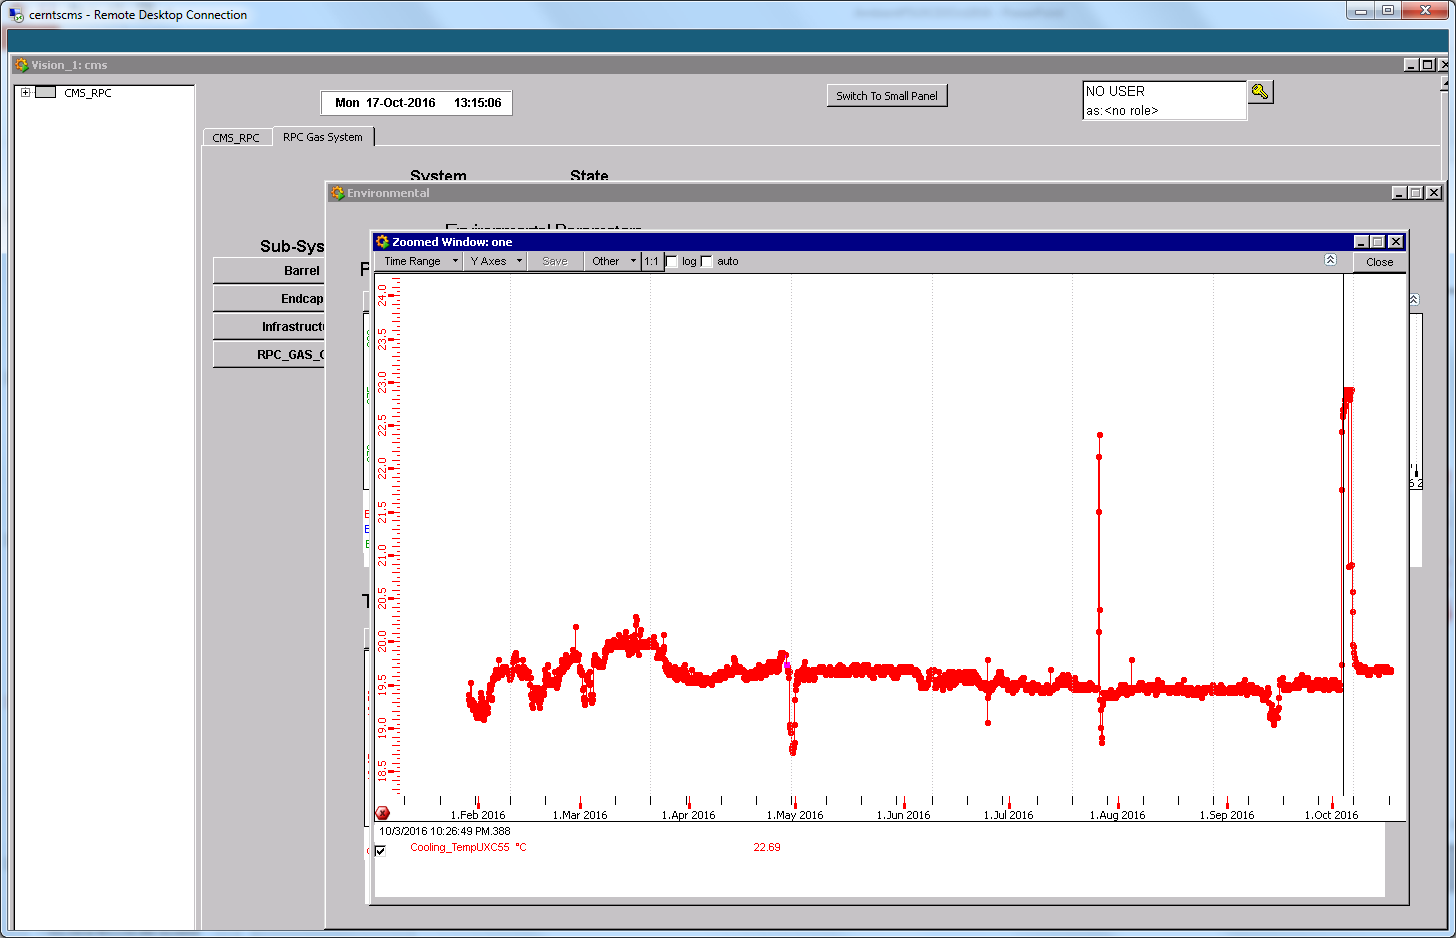 cerntscms - Remote Desktop Connection
Vision_1: cms
CMS_RPC
Mon 17-Oct-2016 13:15:06
Switch To Small Panel
NO USER
as:<no role>
CMS_RPC
RPC Gas System
System State
Environmental
Sub-Sys
Barrel
Endcap
Infrastruct
RPC_GAS_
Zoomed Window: one
Time Range
Y Axes
Save
Other
1:1
log
auto
Close
24.0
23.5
23.0
22.5
22.0
21.5
21.0
20.5
20.0
19.5
19.0
18.5
1.Feb 2016
1.Mar 2016
1.Apr 2016
1.May 2016
1.Jun 2016
1.Jul 2016
1.Aug 2016
1.Sep 2016
1.Oct 2016
10/3/2016 10:26:49 PM.388
Cooling_TempUXC55 °C 22.69